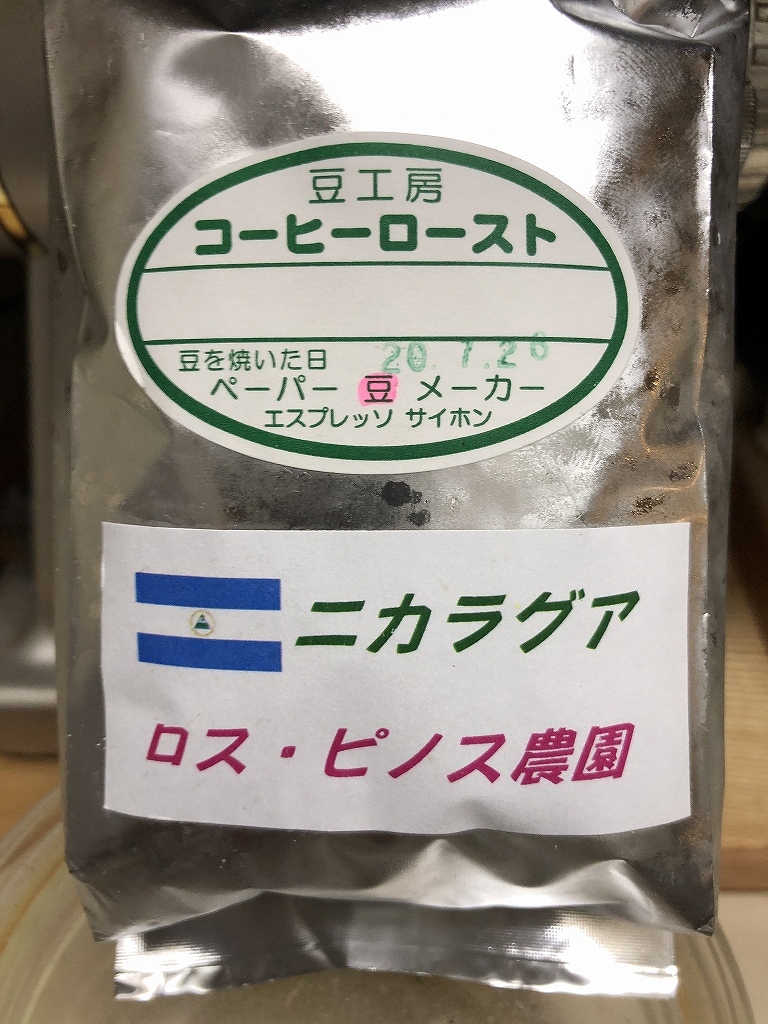 豆工房
コーヒーロースト
豆を焼いた日 20.7.26
ペーパー 豆 メーカー
エスプレッソ サイホン
ニカラグア
ロス・ピノス農園